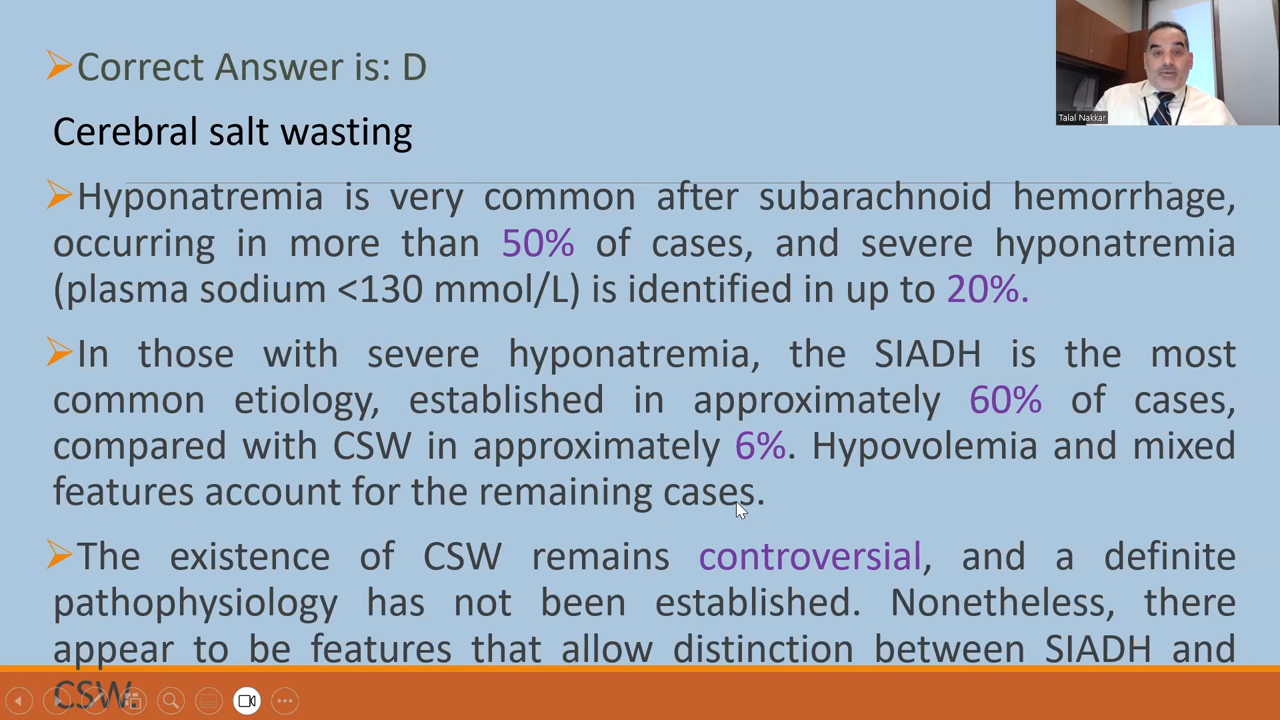 Correct Answer is: D
Cerebral salt wasting
Talal Nakkar
Hyponatremia is very common after subarachnoid hemorrhage,
occurring in more than 50% of cases, and severe hyponatremia
(plasma sodium <130 mmol/L) is identified in up to 20%.
In those with severe hyponatremia, the SIADH is the most
common etiology, established in approximately 60% of cases,
compared with CSW in approximately 6%. Hypovolemia and mixed
features account for the remaining cases.
The existence of CSW remains controversial, and a definite
pathophysiology has not been established. Nonetheless, there
appear to be features that allow distinction between SIADH and
CSW.